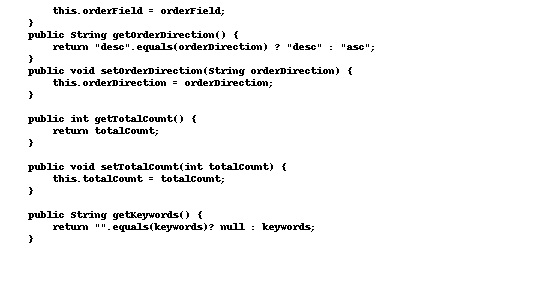 this.orderField = orderField;
}
public String getOrderDirection() {
return "desc".equals(orderDirection) ? "desc" : "asc";
}
public void setOrderDirection(String orderDirection) {
this.orderDirection = orderDirection;
}
public int getTotalCount() {
return totalCount;
}
public void setTotalCount(int totalCount) {
this.totalCount = totalCount;
}
public String getKeywords() {
return "".equals(keywords)? null : keywords;
}